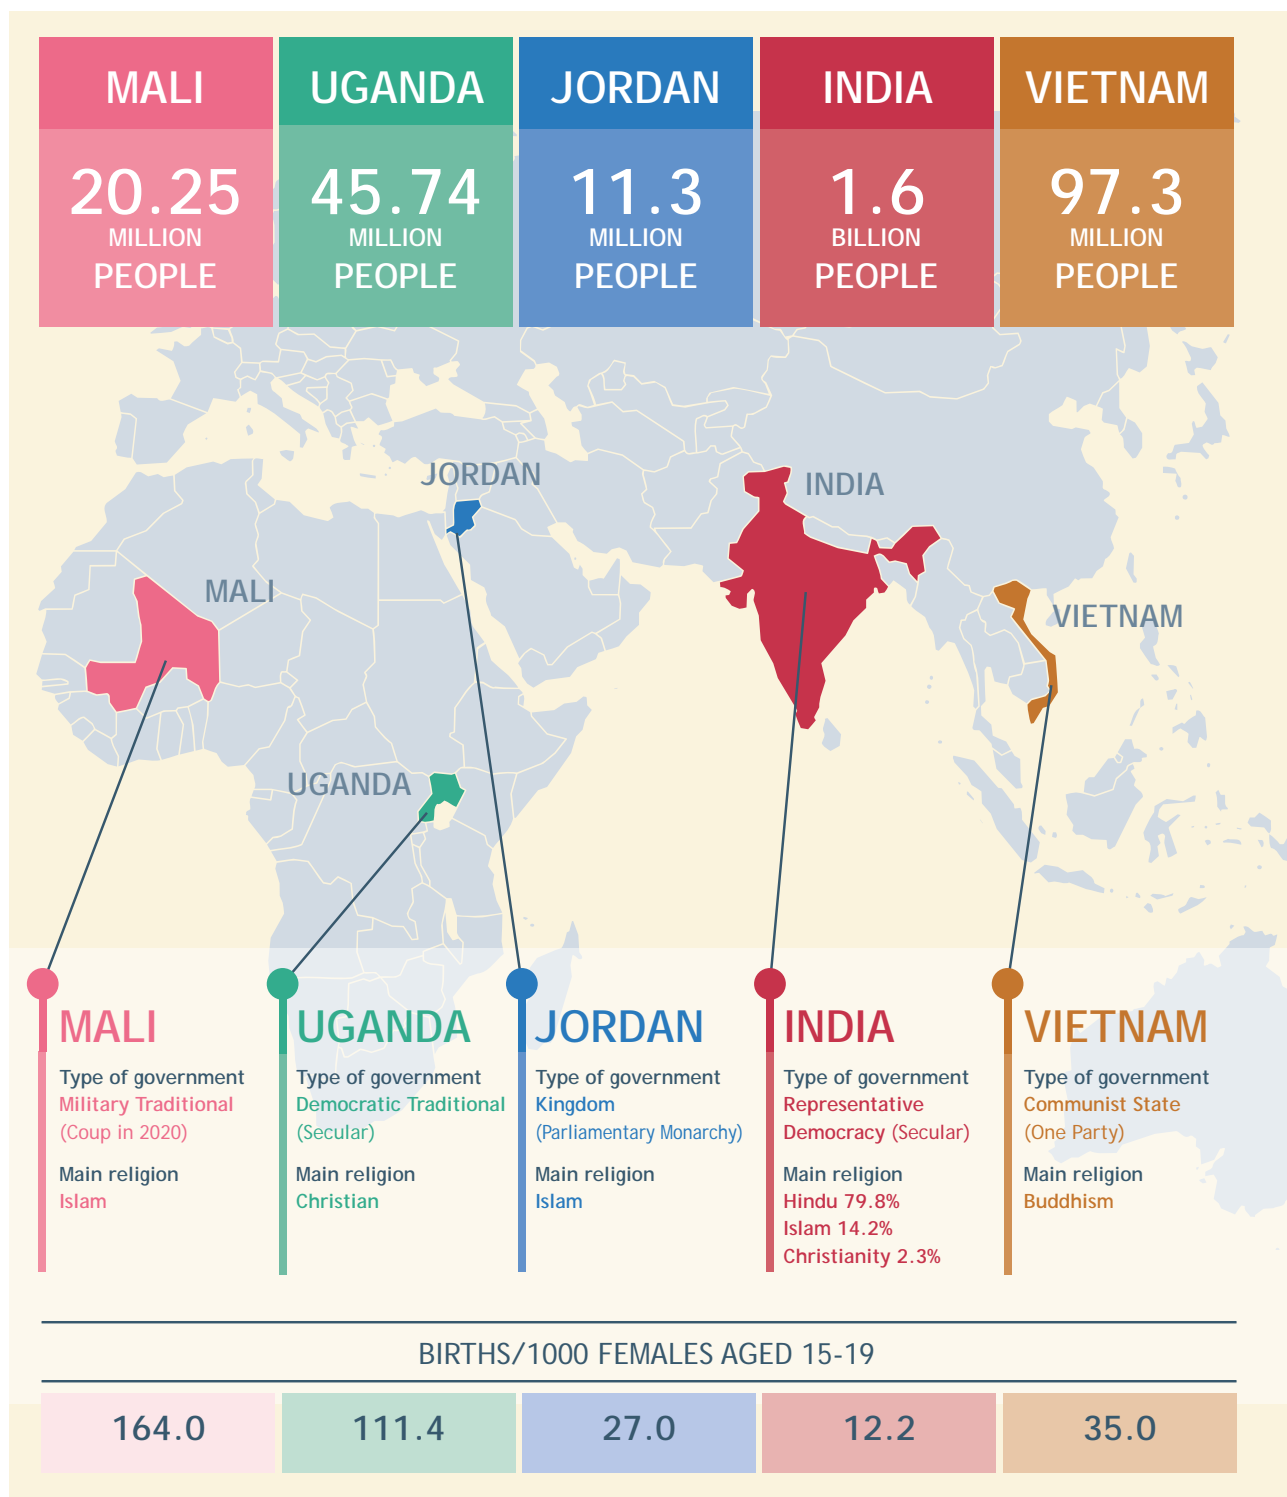 MALI
20.25
MILLION
PEOPLE
UGANDA
45.74
MILLION
PEOPLE
JORDAN
11.3
MILLION
PEOPLE
INDIA
1.6
BILLION
PEOPLE
VIETNAM
97.3
MILLION
PEOPLE
JORDAN
INDIA
MALI
VIETNAM
UGANDA
MALI
Type of government
Military Traditional
(Coup in 2020)
Main religion
Islam
UGANDA
Type of government
Democratic Traditional
(Secular)
Main religion
Christian
JORDAN
Type of government
Kingdom
(Parliamentary Monarchy)
Main religion
Islam
INDIA
Type of government
Representative
Democracy (Secular)
Main religion
Hindu 79.8%
Islam 14.2%
Christianity 2.3%
VIETNAM
Type of government
Communist State
(One Party)
Main religion
Buddhism
BIRTHS/1000 FEMALES AGED 15-19
164.0
111.4
27.0
12.2
35.0